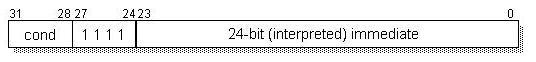 31 28 27 24 23 0
cond 1 1 1 1 24-bit (interpreted) immediate